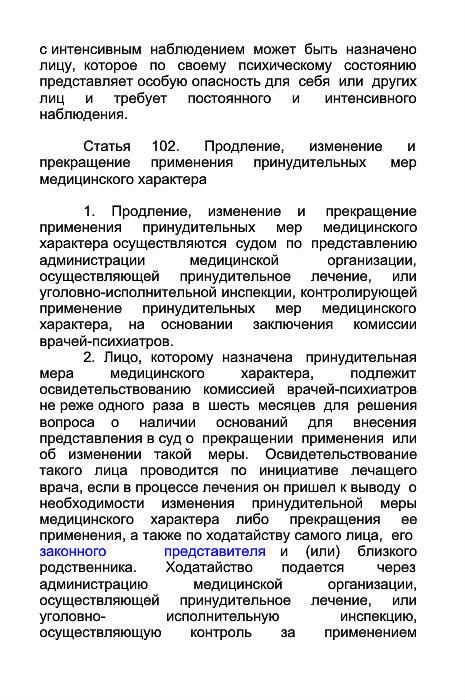 с интенсивным наблюдением может быть назначено
лицу, которое по своему психическому состоянию
представляет особую опасность для себя или других
лиц и требует постоянного и интенсивного
наблюдения.
Статья 102. Продление, изменение и
прекращение применения принудительных мер
медицинского характера
1. Продление, изменение и прекращение
применения принудительных мер медицинского
характера осуществляются судом по представлению
администрации медицинской организации,
осуществляющей принудительное лечение, или
уголовно-исполнительной инспекции, контролирующей
применение принудительных мер медицинского
характера, на основании заключения комиссии
врачей-психиатров.
2. Лицо, которому назначена принудительная
мера медицинского характера, подлежит
освидетельствованию комиссией врачей-психиатров
не реже одного раза в шесть месяцев для решения
вопроса о наличии оснований для внесения
представления в суд о прекращении применения или
об изменении такой меры. Освидетельствование
такого лица проводится по инициативе лечащего
врача, если в процессе лечения он пришел к выводу о
необходимости изменения принудительной меры
медицинского характера либо прекращения ее
применения, а также по ходатайству самого лица, его
законного представителя и (или) близкого
родственника. Ходатайство подается через
администрацию медицинской организации,
осуществляющей принудительное лечение, или
уголовно- исполнительную инспекцию,
осуществляющую контроль за применением